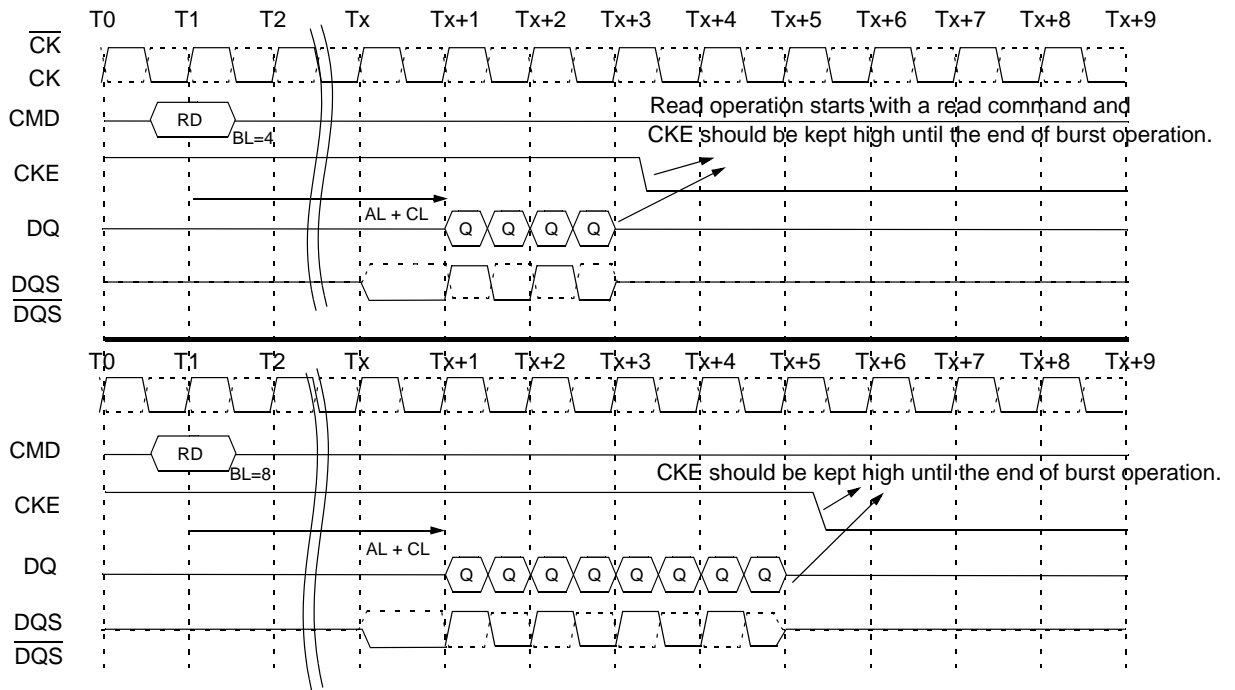 T0 T1 T2 Tx Tx+1 Tx+2 Tx+3 Tx+4 Tx+5 Tx+6 Tx+7 Tx+8 Tx+9
CK
CK
CMD RD BL=4
Read operation starts with a read command and
CKE should be kept high until the end of burst operation.
CKE
AL + CL
DQ Q Q Q Q
DQS
DQS
T0 T1 T2 Tx Tx+1 Tx+2 Tx+3 Tx+4 Tx+5 Tx+6 Tx+7 Tx+8 Tx+9
CMD RD BL=8
CKE should be kept high until the end of burst operation.
CKE
AL + CL
DQ Q Q Q Q Q Q Q Q
DQS
DQS